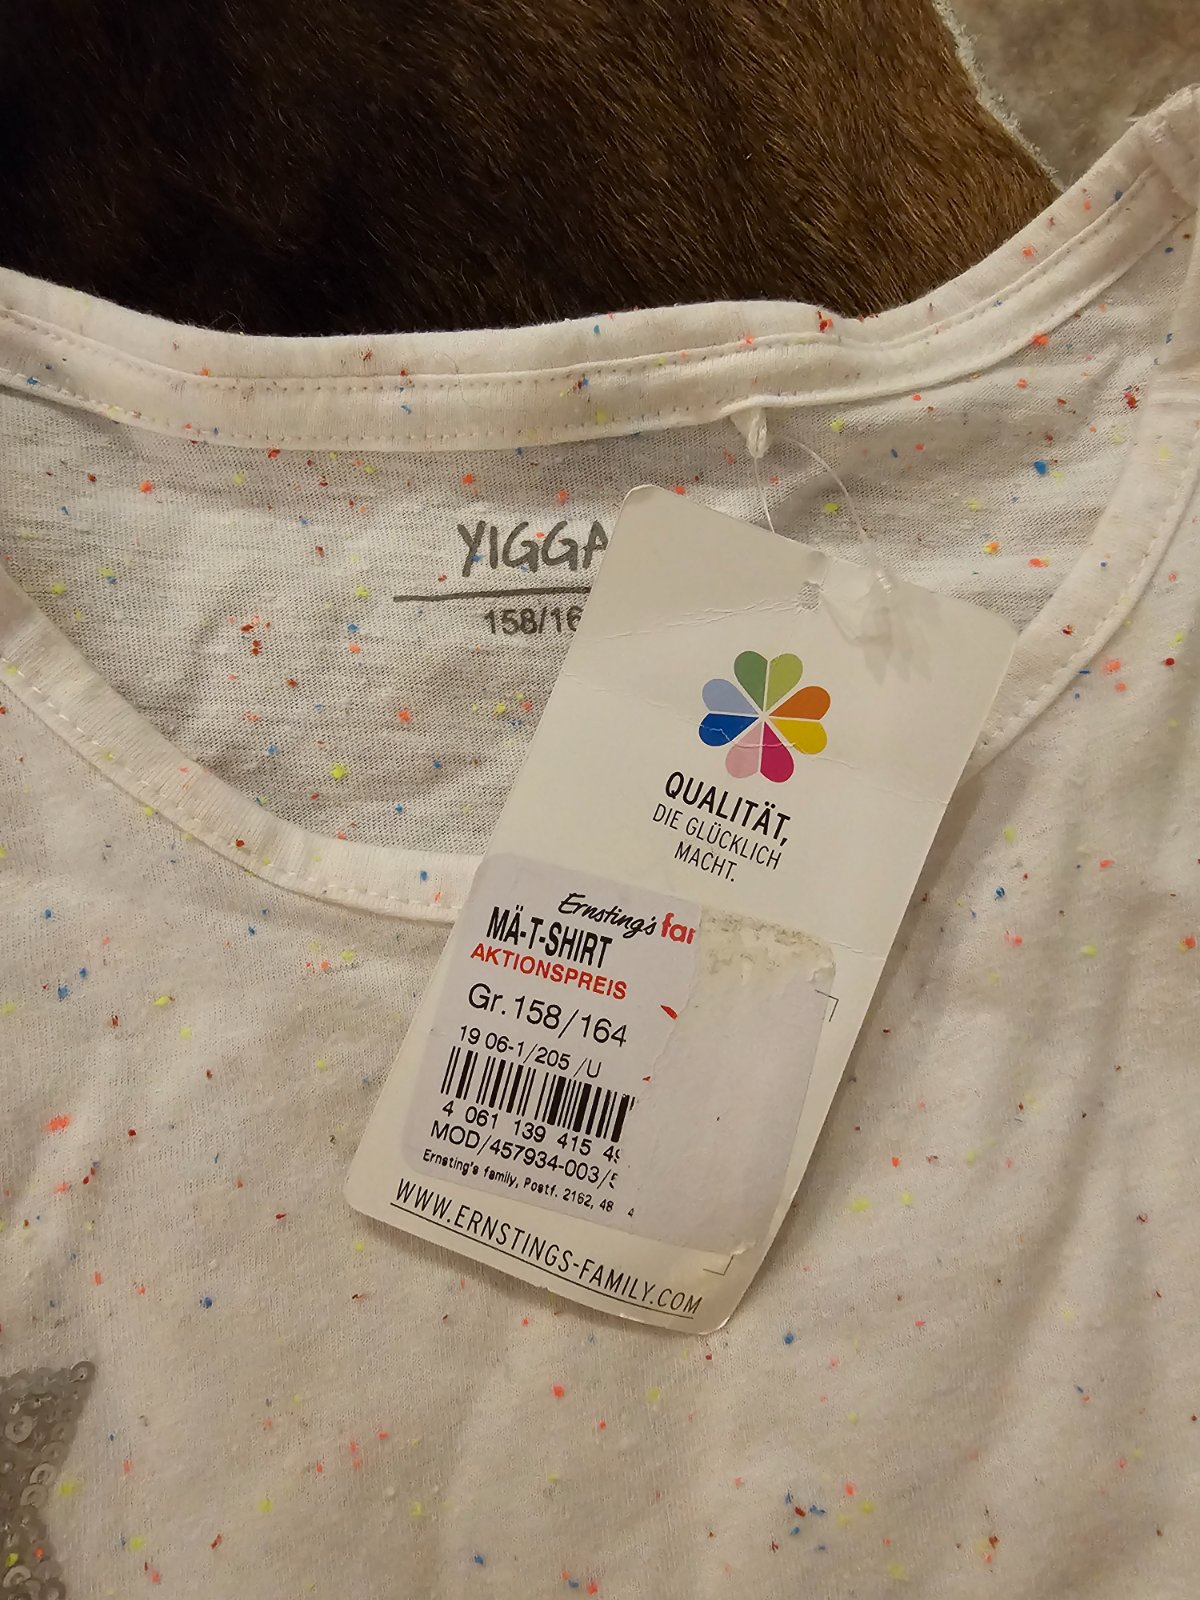 YIGGA
158/16
QUALITÄT,
DIE GLÜCKLICH
MACHT.
Ernsting's fa
MÄ-T-SHIRT
AKTIONSPREIS
Gr. 158/164
19 06-1/205 /U
4 061 139 415 4
MOD/457934-003/
Ernsting's family, Postf. 2162, 48
WWW.ERNSTINGS-FAMILY.COM